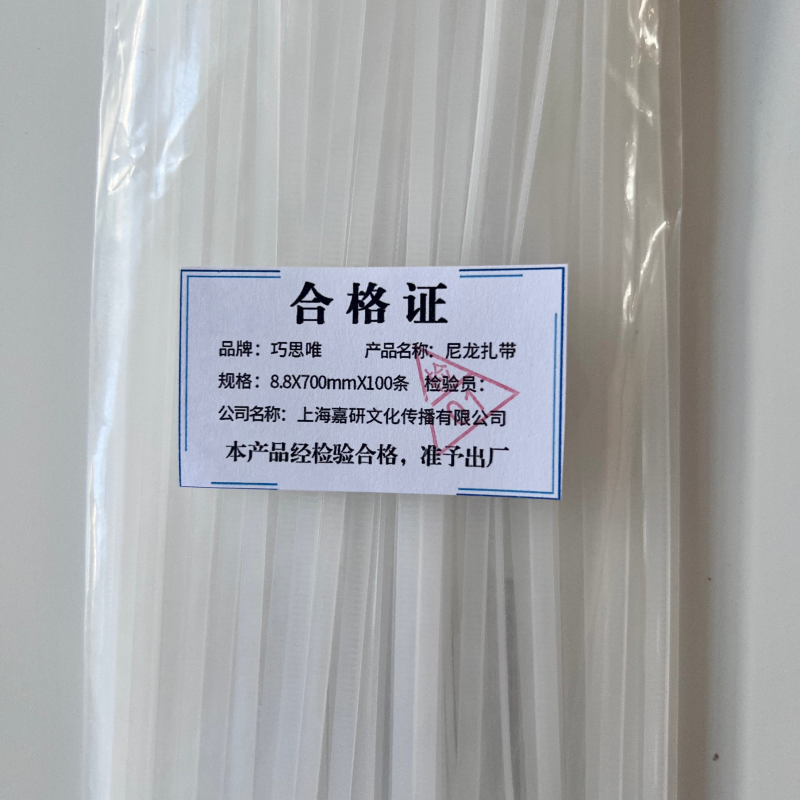 合格证
品牌：巧思唯 产品名称：尼龙扎带
规格：8.8X700mmX100条 检验员：
检
01
公司名称：上海嘉研文化传播有限公司
本产品经检验合格，准予出厂